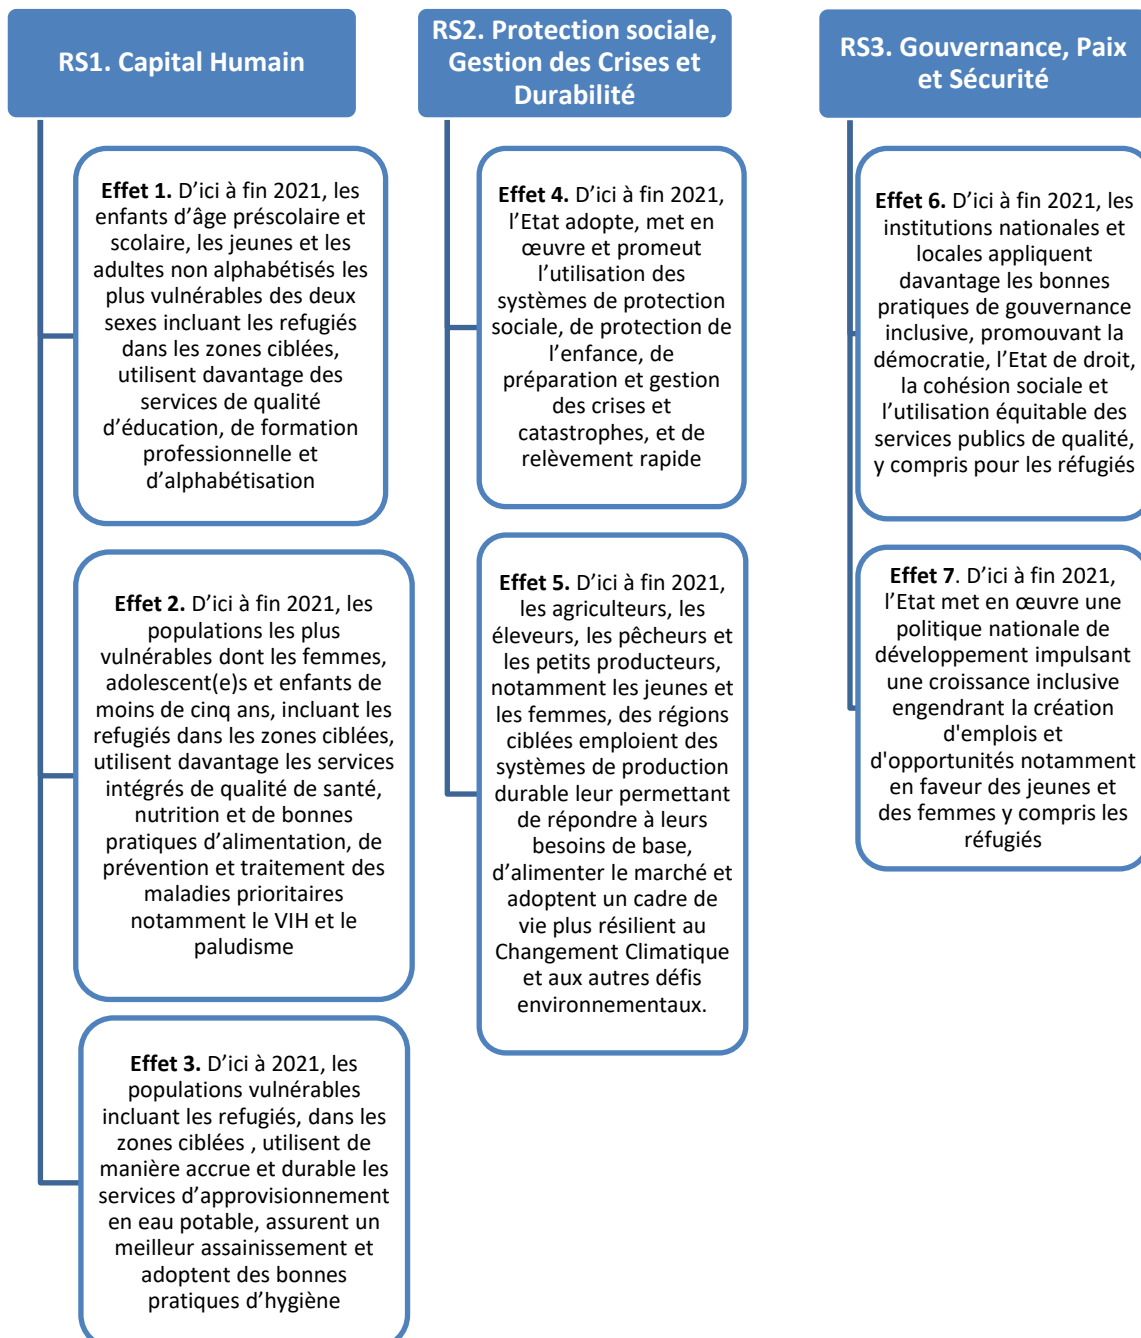 RS1. Capital Humain
Effet 1. D’ici à fin 2021, les
enfants d’âge préscolaire et
scolaire, les jeunes et les
adultes non alphabétisés les
plus vulnérables des deux
sexes incluant les refugiés
dans les zones ciblées,
utilisent davantage des
services de qualité
d’éducation, de formation
professionnelle et
d’alphabétisation
Effet 2. D’ici à fin 2021, les
populations les plus
vulnérables dont les femmes,
adolescent(e)s et enfants de
moins de cinq ans, incluant les
refugiés dans les zones ciblées,
utilisent davantage les services
intégrés de qualité de santé,
nutrition et de bonnes
pratiques d’alimentation, de
prévention et traitement des
maladies prioritaires
notamment le VIH et le
paludisme
Effet 3. D’ici à 2021, les
populations vulnérables
incluant les refugiés, dans les
zones ciblées , utilisent de
manière accrue et durable les
services d’approvisionnement
en eau potable, assurent un
meilleur assainissement et
adoptent des bonnes
pratiques d’hygiène
RS2. Protection sociale,
Gestion des Crises et
Durabilité
Effet 4. D’ici à fin 2021,
l’Etat adopte, met en
œuvre et promeut
l’utilisation des
systèmes de protection
sociale, de protection de
l’enfance, de
préparation et gestion
des crises et
catastrophes, et de
relèvement rapide
Effet 5. D’ici à fin 2021,
les agriculteurs, les
éleveurs, les pêcheurs et
les petits producteurs,
notamment les jeunes et
les femmes, des régions
ciblées emploient des
systèmes de production
durable leur permettant
de répondre à leurs
besoins de base,
d’alimenter le marché et
adoptent un cadre de
vie plus résilient au
Changement Climatique
et aux autres défis
environnementaux.
RS3. Gouvernance, Paix
et Sécurité
Effet 6. D’ici à fin 2021, les
institutions nationales et
locales appliquent
davantage les bonnes
pratiques de gouvernance
inclusive, promouvant la
démocratie, l’Etat de droit,
la cohésion sociale et
l’utilisation équitable des
services publics de qualité,
y compris pour les réfugiés
Effet 7. D’ici à fin 2021,
l’Etat met en œuvre une
politique nationale de
développement impulsant
une croissance inclusive
engendrant la création
d'emplois et
d'opportunités notamment
en faveur des jeunes et
des femmes y compris les
réfugiés